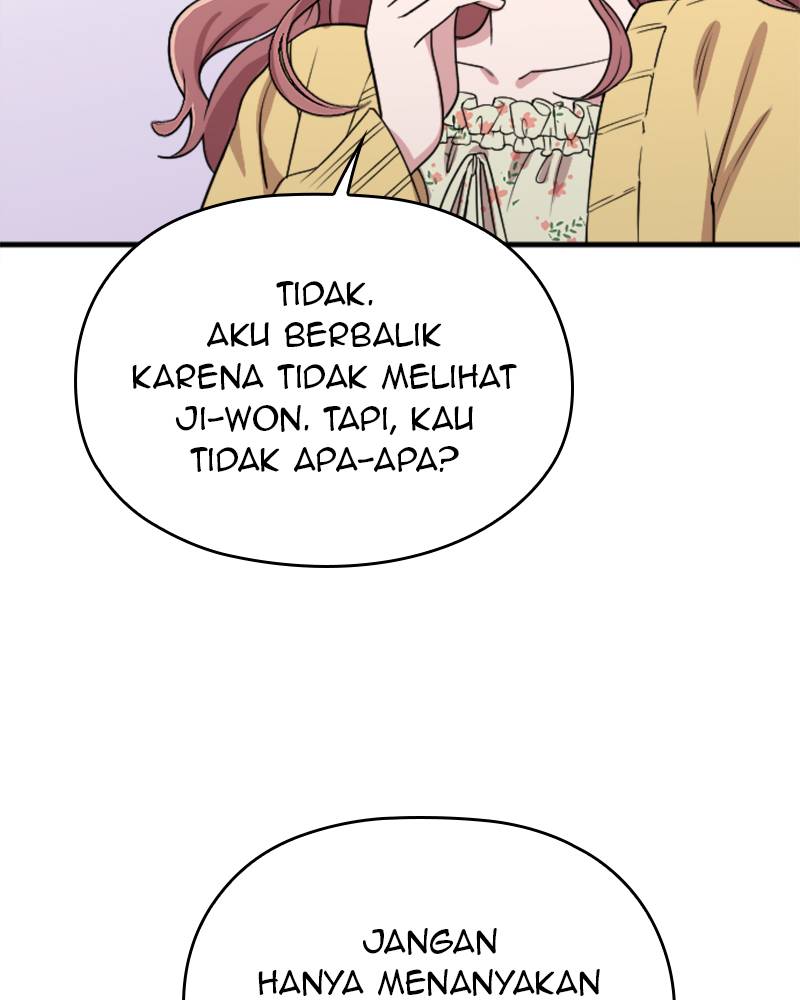 TIDAK.
AKU BERBALIK
KARENA TIDAK MELIHAT
JI-WON. TAPI, KAU
TIDAK APA-APA?
JANGAN
HANYA MENANYAKAN